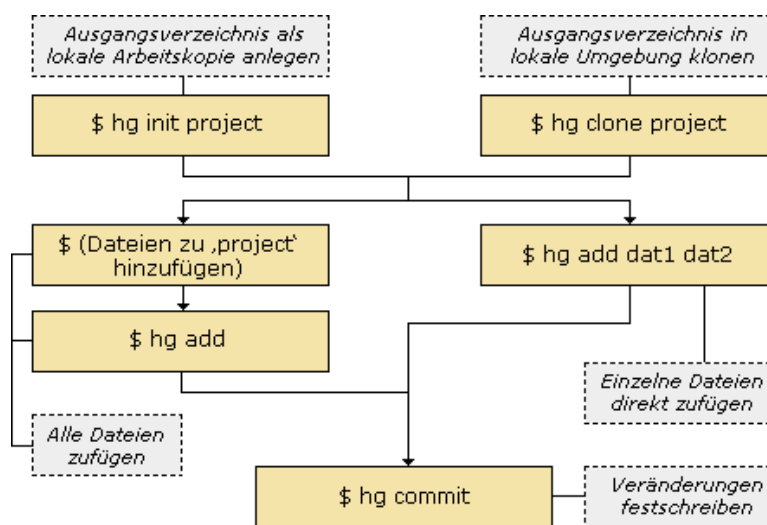 Ausgangsverzeichnis als
lokale Arbeitskopie anlegen
Ausgangsverzeichnis in
lokale Umgebung klonen
$ hg init project
$ hg clone project
$ (Dateien zu ‚project‘
hinzufügen)
$ hg add dat1 dat2
$ hg add
Einzelne Dateien
direkt zufügen
Alle Dateien
zufügen
$ hg commit
Veränderungen
festschreiben